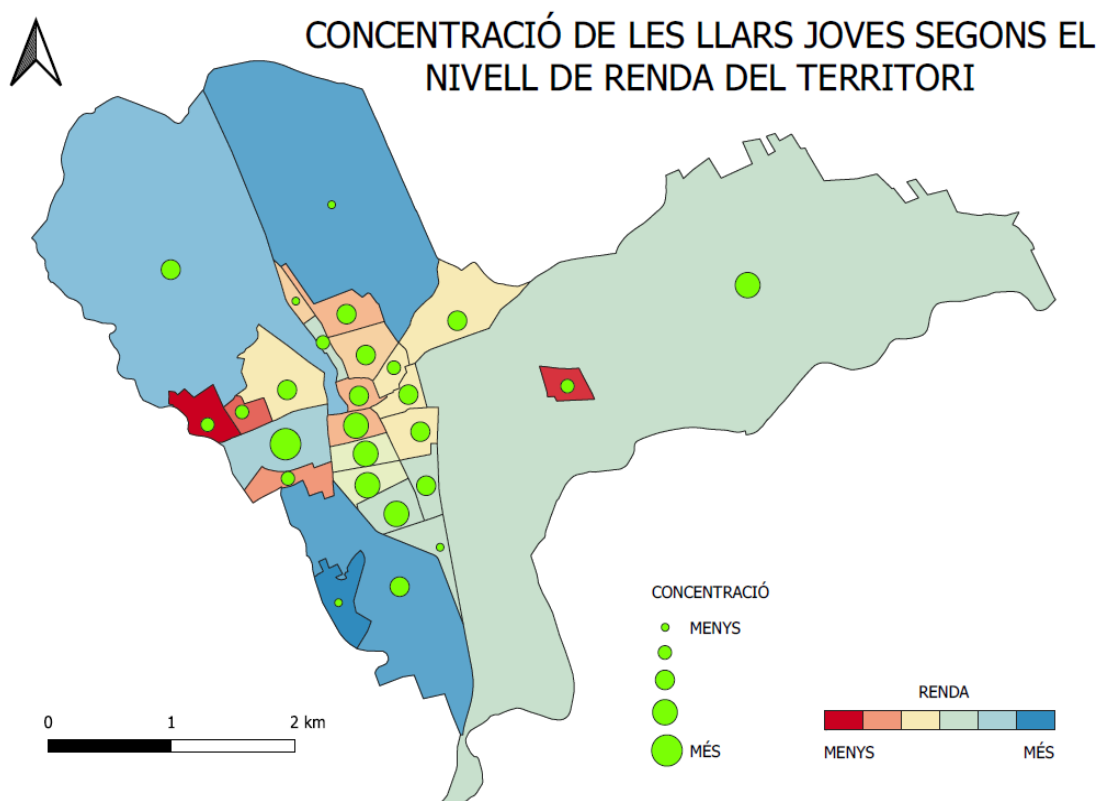 CONCENTRACIÓ DE LES LLARS JOVES SEGONS EL
NIVELL DE RENDA DEL TERRITORI
CONCENTRACIÓ
MENYS
MÉS
0 1 2 km
RENDA
MENYS MÉS